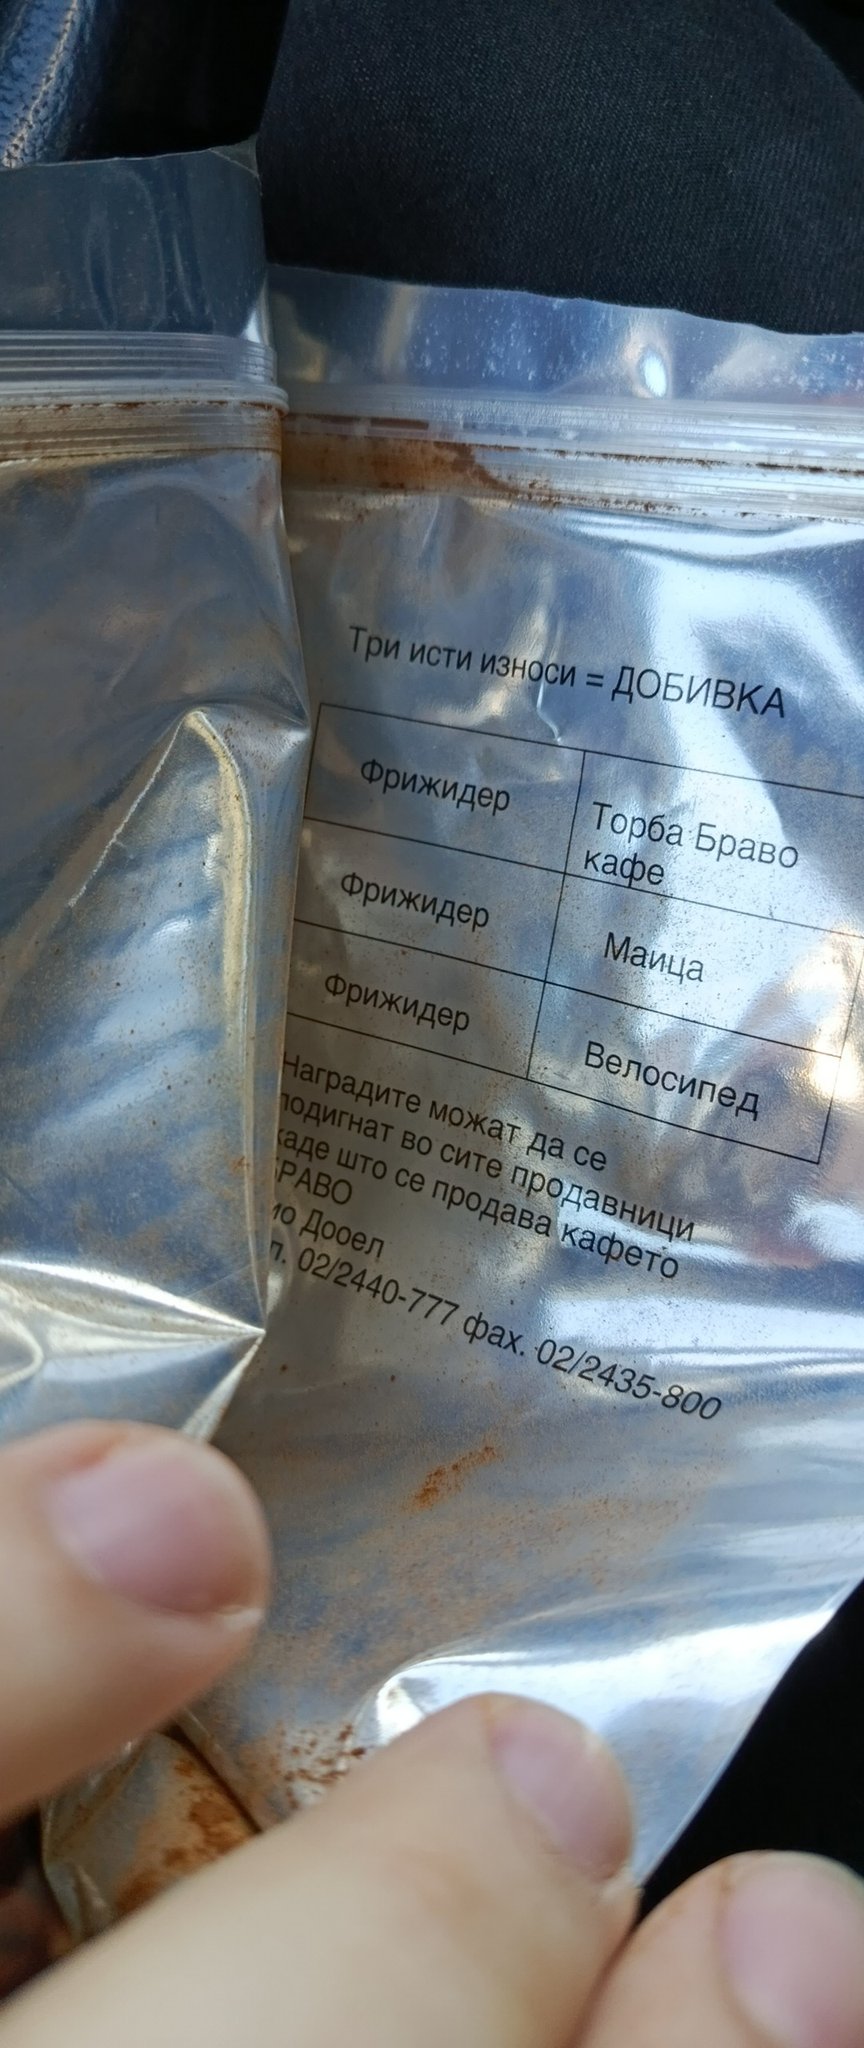 Три исти износи = ДОБИВКА
Фрижидер Торба Браво
кафе
Фрижидер Маица
Фрижидер Велосипед
Наградите можат да се
подигнат во сите продавници
каде што се продава кафето
БРАВО
Дооел
02/2440-777 фах. 02/2435-800